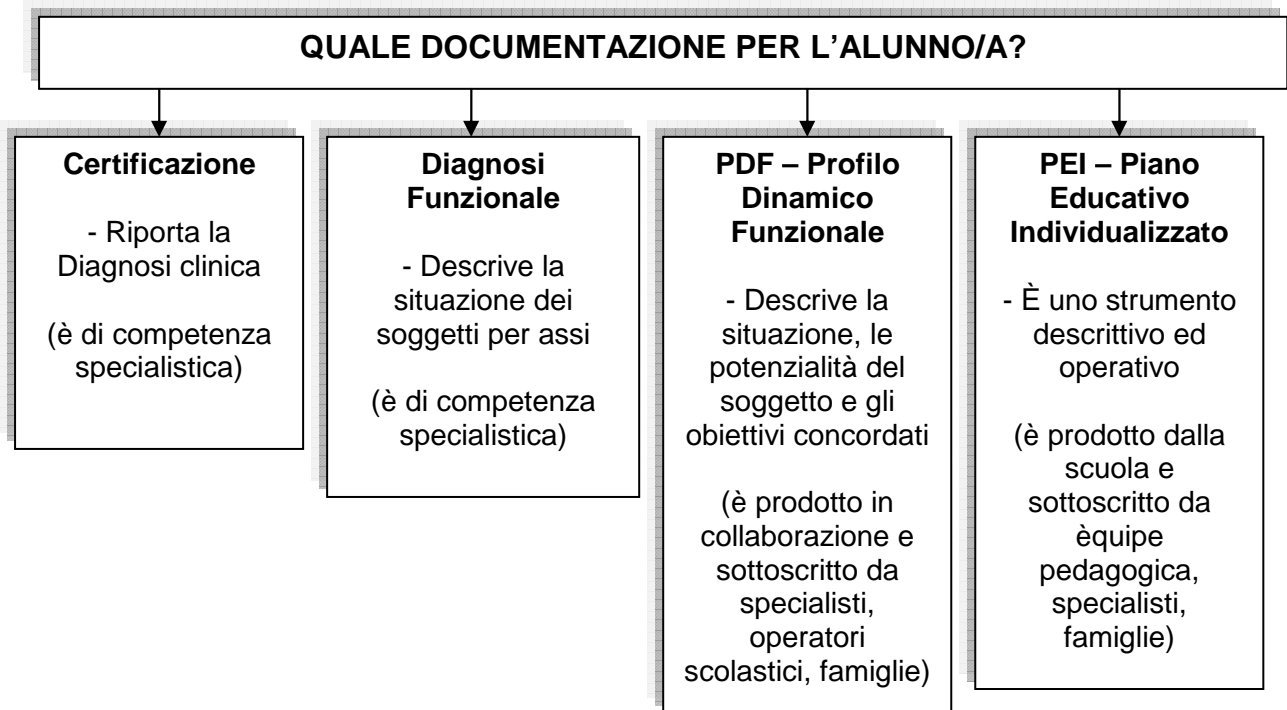 QUALE DOCUMENTAZIONE PER L'ALUNNO/A?
Certificazione
- Riporta la
Diagnosi clinica
(è di competenza
specialistica)
Diagnosi
Funzionale
- Descrive la
situazione dei
soggetti per assi
(è di competenza
specialistica)
PDF – Profilo
Dinamico
Funzionale
- Descrive la
situazione, le
potenzialità del
soggetto e gli
obiettivi concordati
(è prodotto in
collaborazione e
sottoscritto da
specialisti,
operatori
scolastici, famiglie)
PEI – Piano
Educativo
Individualizzato
- È uno strumento
descrittivo ed
operativo
(è prodotto dalla
scuola e
sottoscritto da
èquipe
pedagogica,
specialisti,
famiglie)